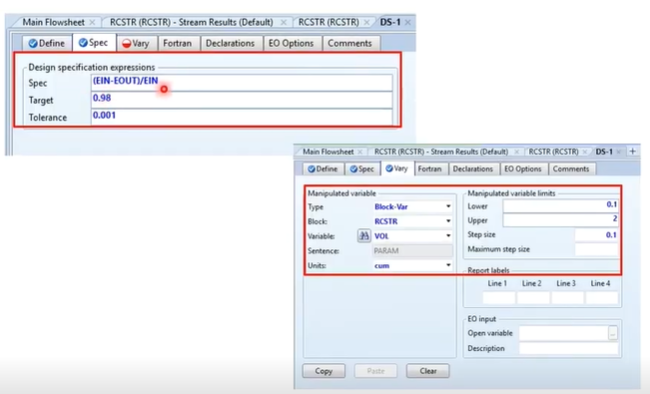 Main Flowsheet × RCSTR (RCSTR) - Stream Results (Default) × RCSTR (RCSTR) × DS-1 ×
Define Spec Vary Fortran Declarations EO Options Comments
Design specification expressions
Spec (EIN-EOUT)/EIN
Target 0.98
Tolerance 0.001
Main Flowsheet × RCSTR (RCSTR) - Stream Results (Default) × RCSTR (RCSTR) × DS-1 × +
Define Spec Vary Fortran Declarations EO Options Comments
Manipulated variable
Type Block-Var
Block: RCSTR
Variable: VOL
Sentence: PARAM
Units: cum
Manipulated variable limits
Lower 0.1
Upper 2
Step size 0.1
Maximum step size
Report labels
Line 1 Line 2 Line 3 Line 4
EO input
Open variable ...
Description
Copy Paste Clear